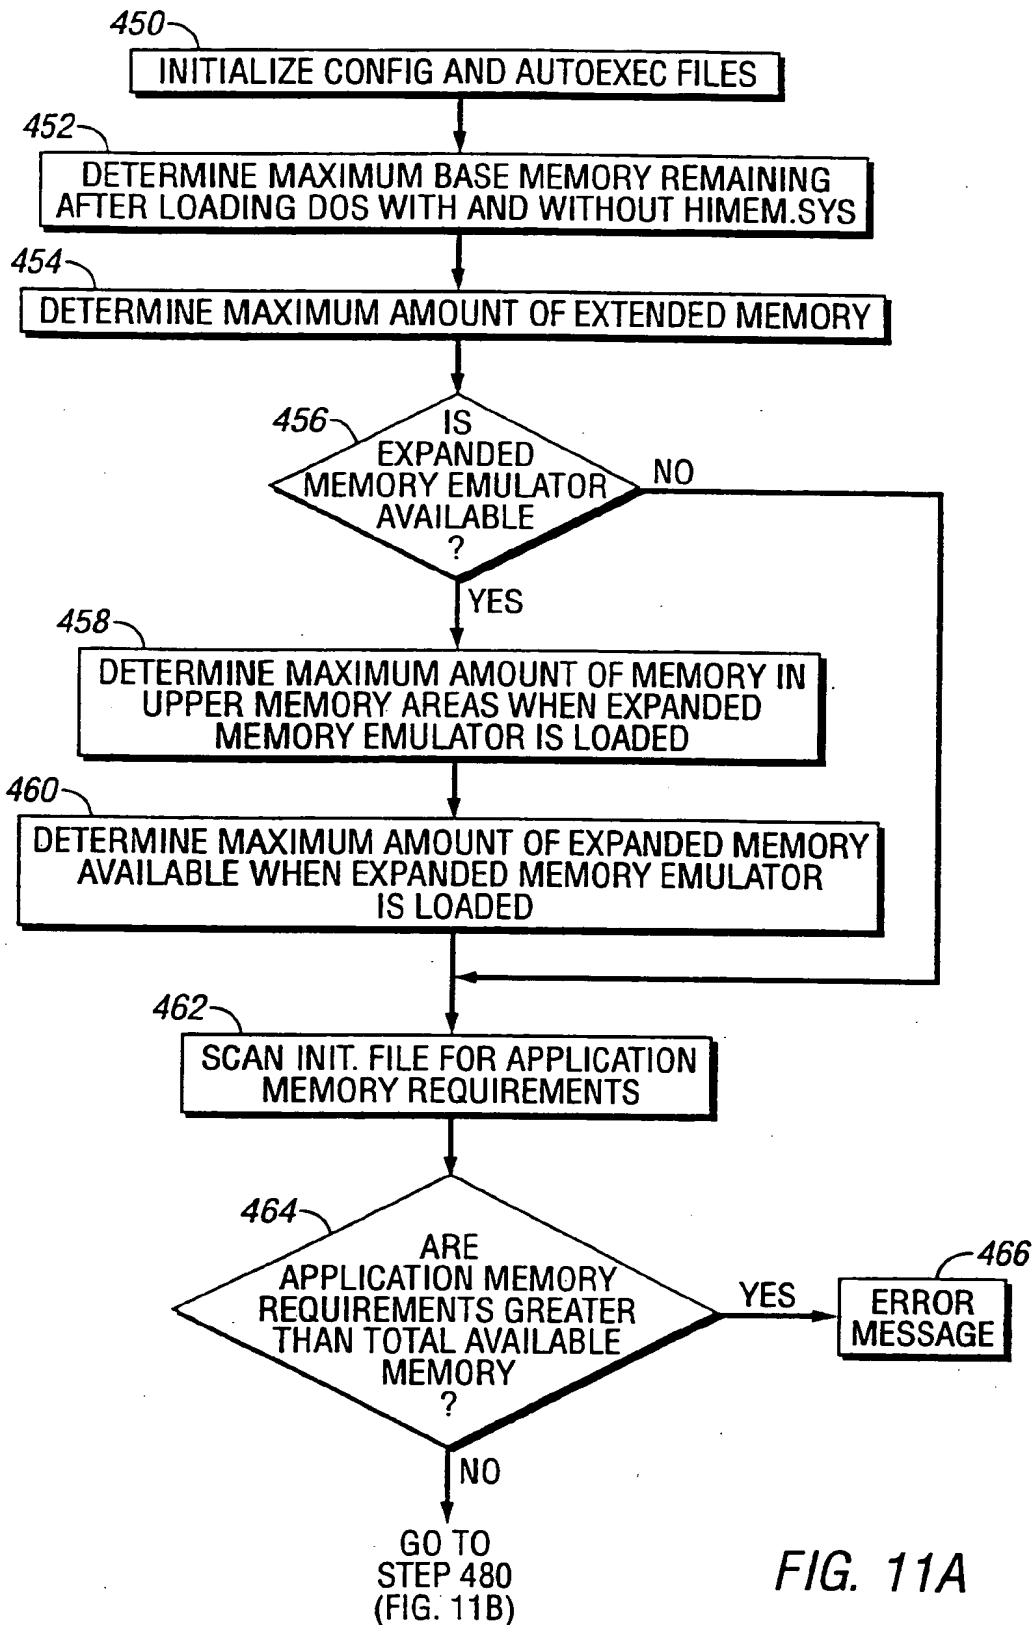 450
INITIALIZE CONFIG AND AUTOEXEC FILES
452
DETERMINE MAXIMUM BASE MEMORY REMAINING
AFTER LOADING DOS WITH AND WITHOUT HIMEM.SYS
454
DETERMINE MAXIMUM AMOUNT OF EXTENDED MEMORY
456
IS
EXPANDED
MEMORY EMULATOR
AVAILABLE
?
NO
YES
458
DETERMINE MAXIMUM AMOUNT OF MEMORY IN
UPPER MEMORY AREAS WHEN EXPANDED
MEMORY EMULATOR IS LOADED
460
DETERMINE MAXIMUM AMOUNT OF EXPANDED MEMORY
AVAILABLE WHEN EXPANDED MEMORY EMULATOR
IS LOADED
462
SCAN INIT. FILE FOR APPLICATION
MEMORY REQUIREMENTS
464
ARE
APPLICATION MEMORY
REQUIREMENTS GREATER
THAN TOTAL AVAILABLE
MEMORY
?
YES
466
ERROR
MESSAGE
NO
GO TO
STEP 480
(FIG. 11B)
FIG. 11A